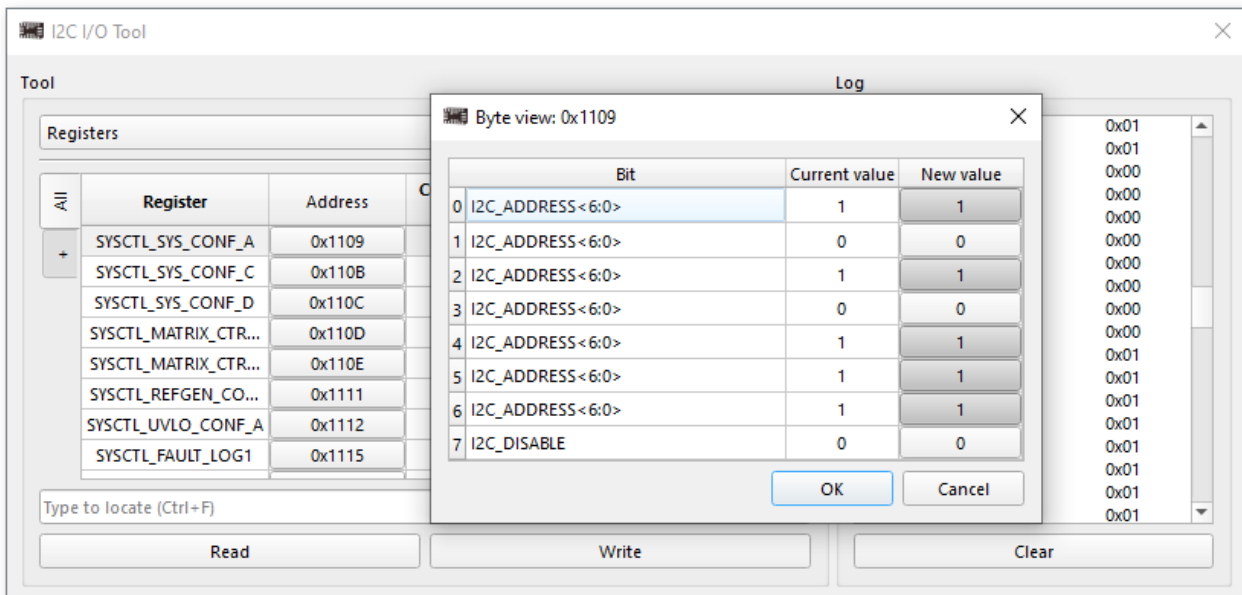 I2C I/O Tool
Tool
Log
Registers
All
+
Register Address C
SYSCTL_SYS_CONF_A 0x1109
SYSCTL_SYS_CONF_C 0x110B
SYSCTL_SYS_CONF_D 0x110C
SYSCTL_MATRIX_CTR... 0x110D
SYSCTL_MATRIX_CTR... 0x110E
SYSCTL_REFGEN_CO... 0x1111
SYSCTL_UVLO_CONF_A 0x1112
SYSCTL_FAULT_LOG1 0x1115
Type to locate (Ctrl+F)
Read
Write
Byte view: 0x1109
Bit Current value New value
0 I2C_ADDRESS<6:0> 1 1
1 I2C_ADDRESS<6:0> 0 0
2 I2C_ADDRESS<6:0> 1 1
3 I2C_ADDRESS<6:0> 0 0
4 I2C_ADDRESS<6:0> 1 1
5 I2C_ADDRESS<6:0> 1 1
6 I2C_ADDRESS<6:0> 1 1
7 I2C_DISABLE 0 0
OK
Cancel
0x01
0x01
0x00
0x00
0x00
0x00
0x00
0x00
0x00
0x00
0x01
0x01
0x01
0x01
0x01
0x01
0x01
0x01
Clear